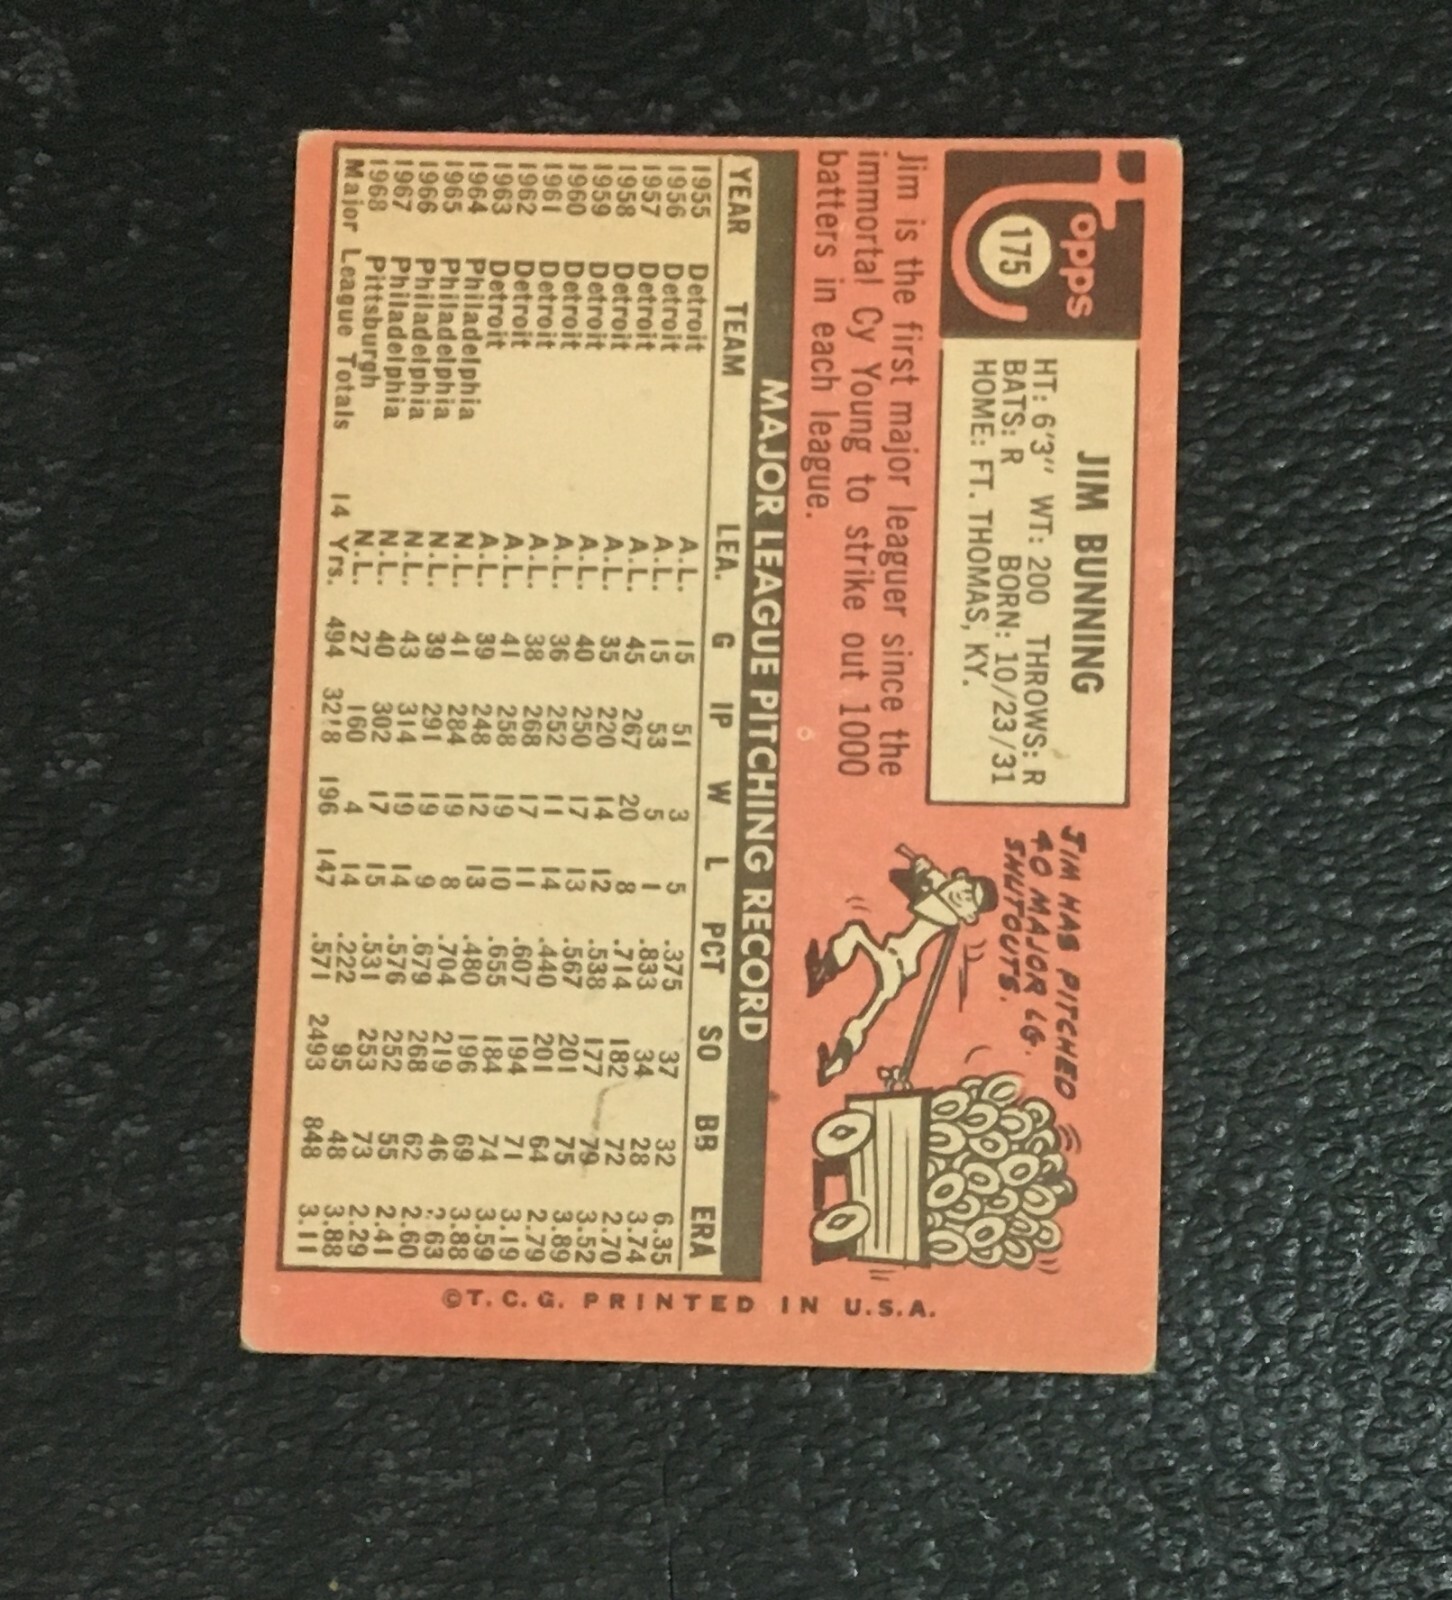 Topps
175
JIM BUNNING
HT: 6'3" WT: 200 THROWS: R
BATS: R BORN: 10/23/31
HOME: FT. THOMAS, KY.
JIM HAS PITCHED
40 MAJOR LG.
SHUTOUTS.
Jim is the first major leaguer since the
immortal Cy Young to strike out 1000
batters in each league.
MAJOR LEAGUE PITCHING RECORD
YEAR TEAM LEA. G IP W L PCT SO BB ERA
1955 Detroit A.L. 15 51 3 5 .375 37 32 6.35
1956 Detroit A.L. 15 53 5 1 .833 34 28 3.74
1957 Detroit A.L. 45 267 20 8 .714 182 72 2.70
1958 Detroit A.L. 35 220 14 12 .538 177 79 3.52
1959 Detroit A.L. 40 250 17 13 .567 201 75 3.89
1960 Detroit A.L. 36 252 11 14 .440 201 64 2.79
1961 Detroit A.L. 38 268 17 11 .607 194 71 3.19
1962 Detroit A.L. 41 258 19 10 .655 184 74 3.59
1963 Detroit A.L. 39 248 12 13 .480 196 69 3.88
1964 Philadelphia N.L. 41 284 19 8 .704 219 46 2.63
1965 Philadelphia N.L. 39 291 19 9 .679 268 62 2.60
1966 Philadelphia N.L. 43 314 19 14 .576 252 55 2.41
1967 Philadelphia N.L. 40 302 17 15 .531 253 73 2.29
1968 Pittsburgh N.L. 27 160 4 14 .222 95 48 3.88
Major League Totals 14 Yrs. 494 3218 196 147 .571 2493 848 3.11
©T.C.G. PRINTED IN U.S.A.